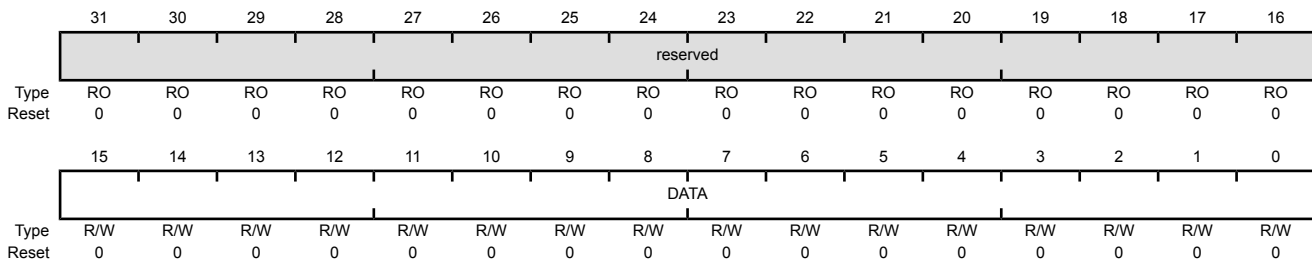 31 30 29 28 27 26 25 24 23 22 21 20 19 18 17 16
reserved
Type RO RO RO RO RO RO RO RO RO RO RO RO RO RO RO RO
Reset 0 0 0 0 0 0 0 0 0 0 0 0 0 0 0 0
15 14 13 12 11 10 9 8 7 6 5 4 3 2 1 0
DATA
Type R/W R/W R/W R/W R/W R/W R/W R/W R/W R/W R/W R/W R/W R/W R/W R/W
Reset 0 0 0 0 0 0 0 0 0 0 0 0 0 0 0 0